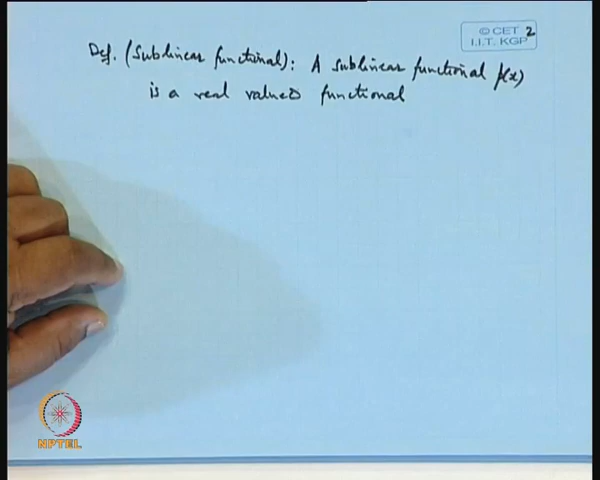 © CET 2
I.I.T. KGP
Def. (Sublinear functional): A sublinear functional p(x)
is a real valued functional
NPTEL